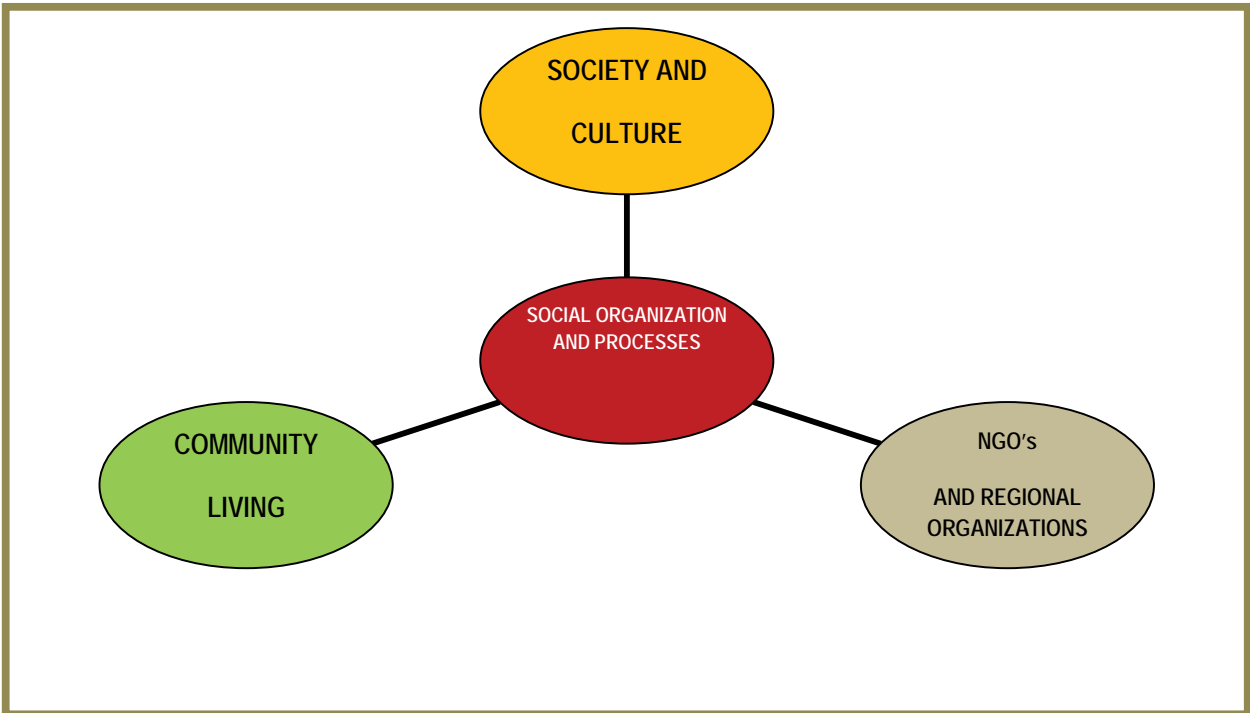 SOCIETY AND
CULTURE
SOCIAL ORGANIZATION
AND PROCESSES
COMMUNITY
LIVING
NGO's
AND REGIONAL
ORGANIZATIONS